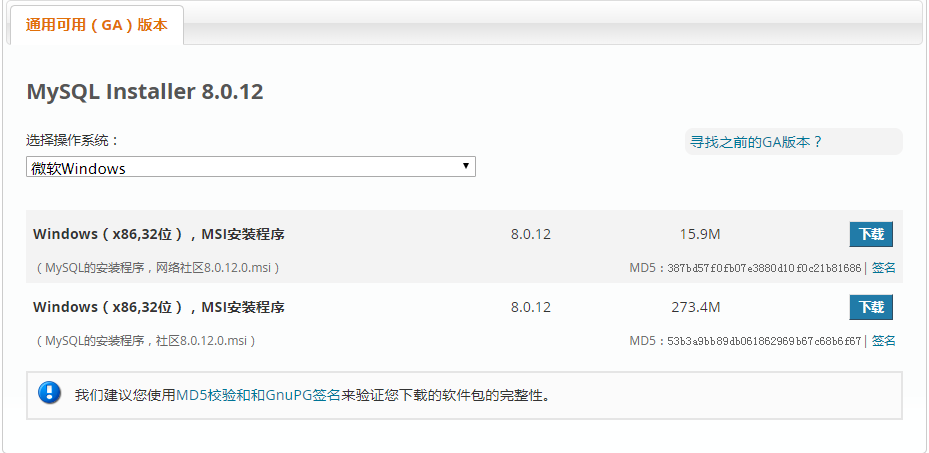 通用可用（GA）版本
MySQL Installer 8.0.12
选择操作系统：
寻找之前的GA版本？
微软Windows
Windows（x86,32位），MSI安装程序 8.0.12 15.9M 下载
（MySQL的安装程序，网络社区8.0.12.0.msi） MD5：387bd57f0fb07e3880d10f0c21b81686 | 签名
Windows（x86,32位），MSI安装程序 8.0.12 273.4M 下载
（MySQL的安装程序，社区8.0.12.0.msi） MD5：53b3a9bb89db061862969b67c68b6f67 | 签名
我们建议您使用MD5校验和和GnuPG签名来验证您下载的软件包的完整性。